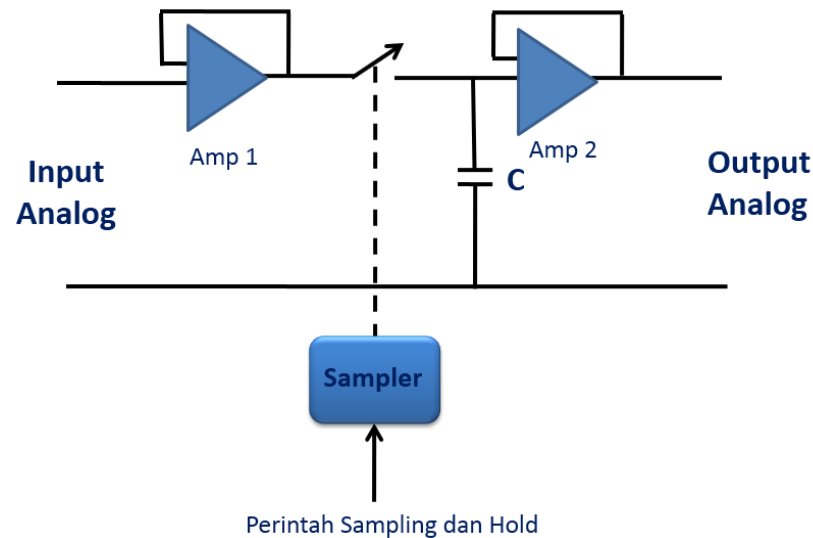 Amp 1
Amp 2
Input
Analog
C
Output
Analog
Sampler
Perintah Sampling dan Hold